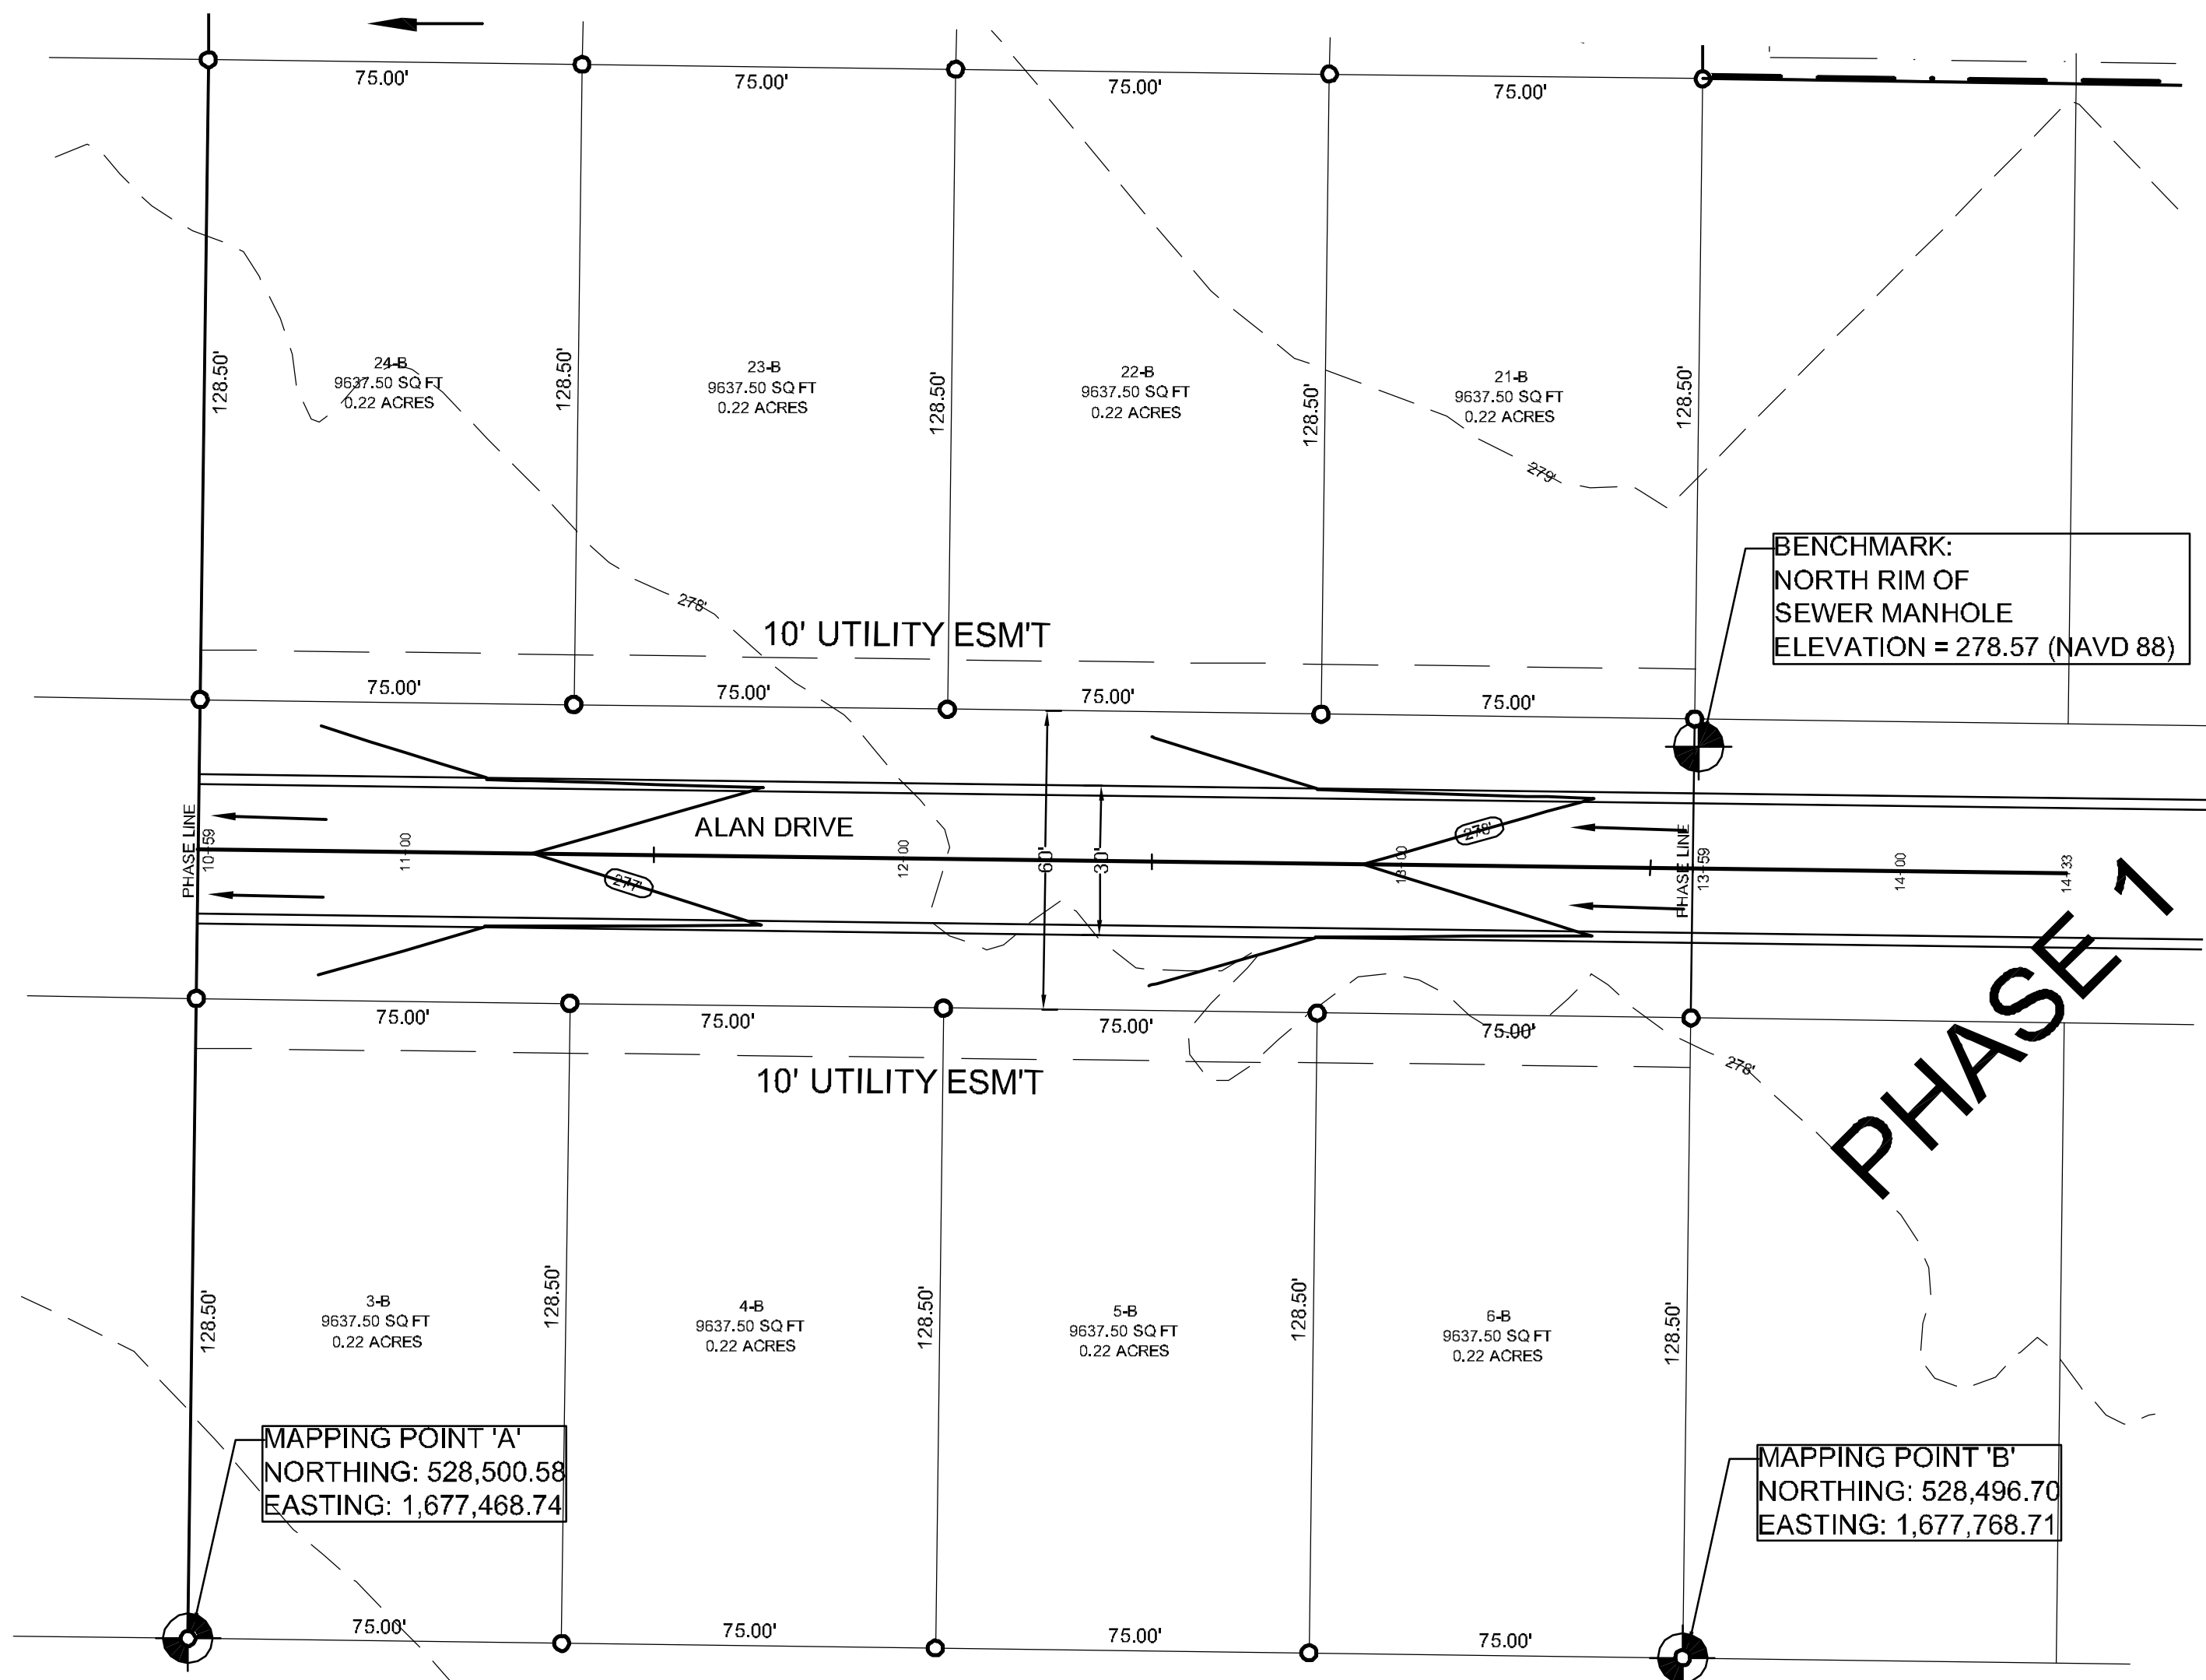 75.00'
75.00'
75.00'
75.00'
128.50'
24-B
9637.50 SQ FT
0.22 ACRES
128.50'
23-B
9637.50 SQ FT
0.22 ACRES
128.50'
22-B
9637.50 SQ FT
0.22 ACRES
128.50'
21-B
9637.50 SQ FT
0.22 ACRES
128.50'
279'
BENCHMARK:
NORTH RIM OF
SEWER MANHOLE
ELEVATION = 278.57 (NAVD 88)
278'
10' UTILITY ESM'T
75.00'
75.00'
75.00'
75.00'
PHASE LINE
10+59
11+00
ALAN DRIVE
277'
12+00
60'
30'
278'
13+00
PHASE LINE
13+59
14+00
14+33
PHASE 1
75.00'
75.00'
75.00'
75.00'
278'
10' UTILITY ESM'T
128.50'
3-B
9637.50 SQ FT
0.22 ACRES
128.50'
4-B
9637.50 SQ FT
0.22 ACRES
128.50'
5-B
9637.50 SQ FT
0.22 ACRES
128.50'
6-B
9637.50 SQ FT
0.22 ACRES
128.50'
MAPPING POINT 'A'
NORTHING: 528,500.58
EASTING: 1,677,468.74
MAPPING POINT 'B'
NORTHING: 528,496.70
EASTING: 1,677,768.71
75.00'
75.00'
75.00'
75.00'